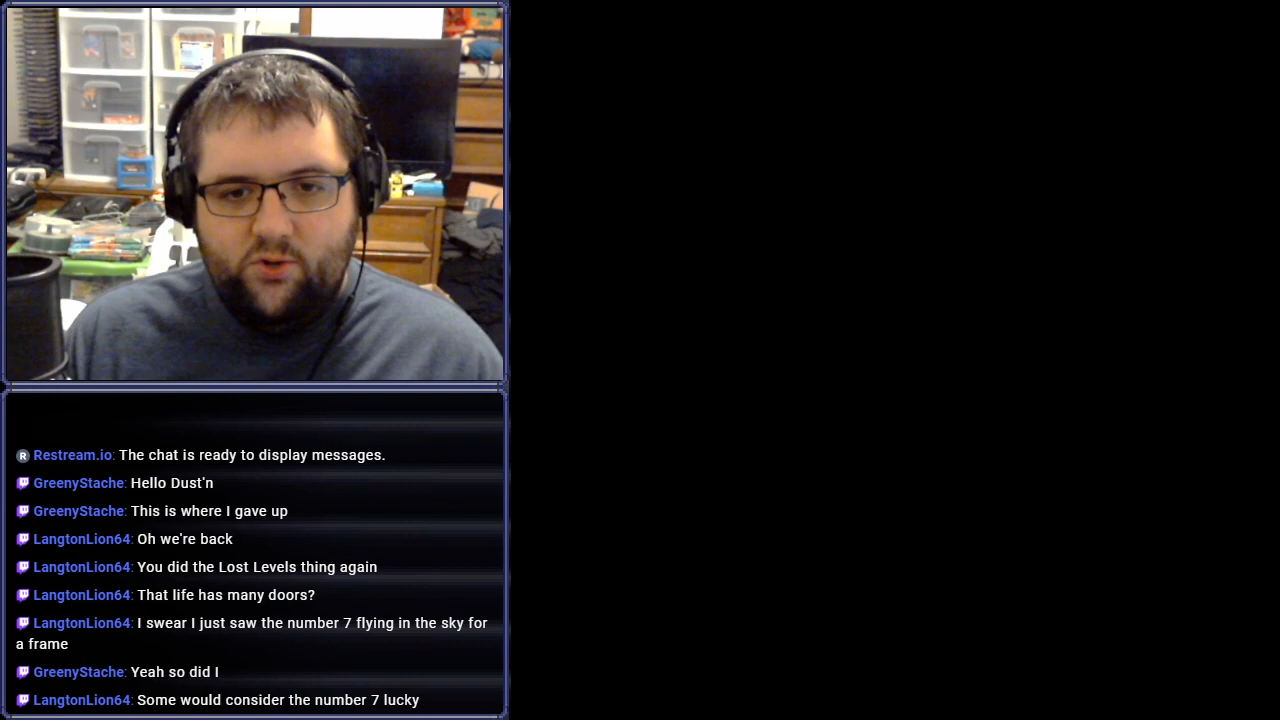 Restream.io: The chat is ready to display messages.
GreenyStache: Hello Dust'n
GreenyStache: This is where I gave up
LangtonLion64: Oh we're back
LangtonLion64: You did the Lost Levels thing again
LangtonLion64: That life has many doors?
LangtonLion64: I swear I just saw the number 7 flying in the sky for
a frame
GreenyStache: Yeah so did I
LangtonLion64: Some would consider the number 7 lucky